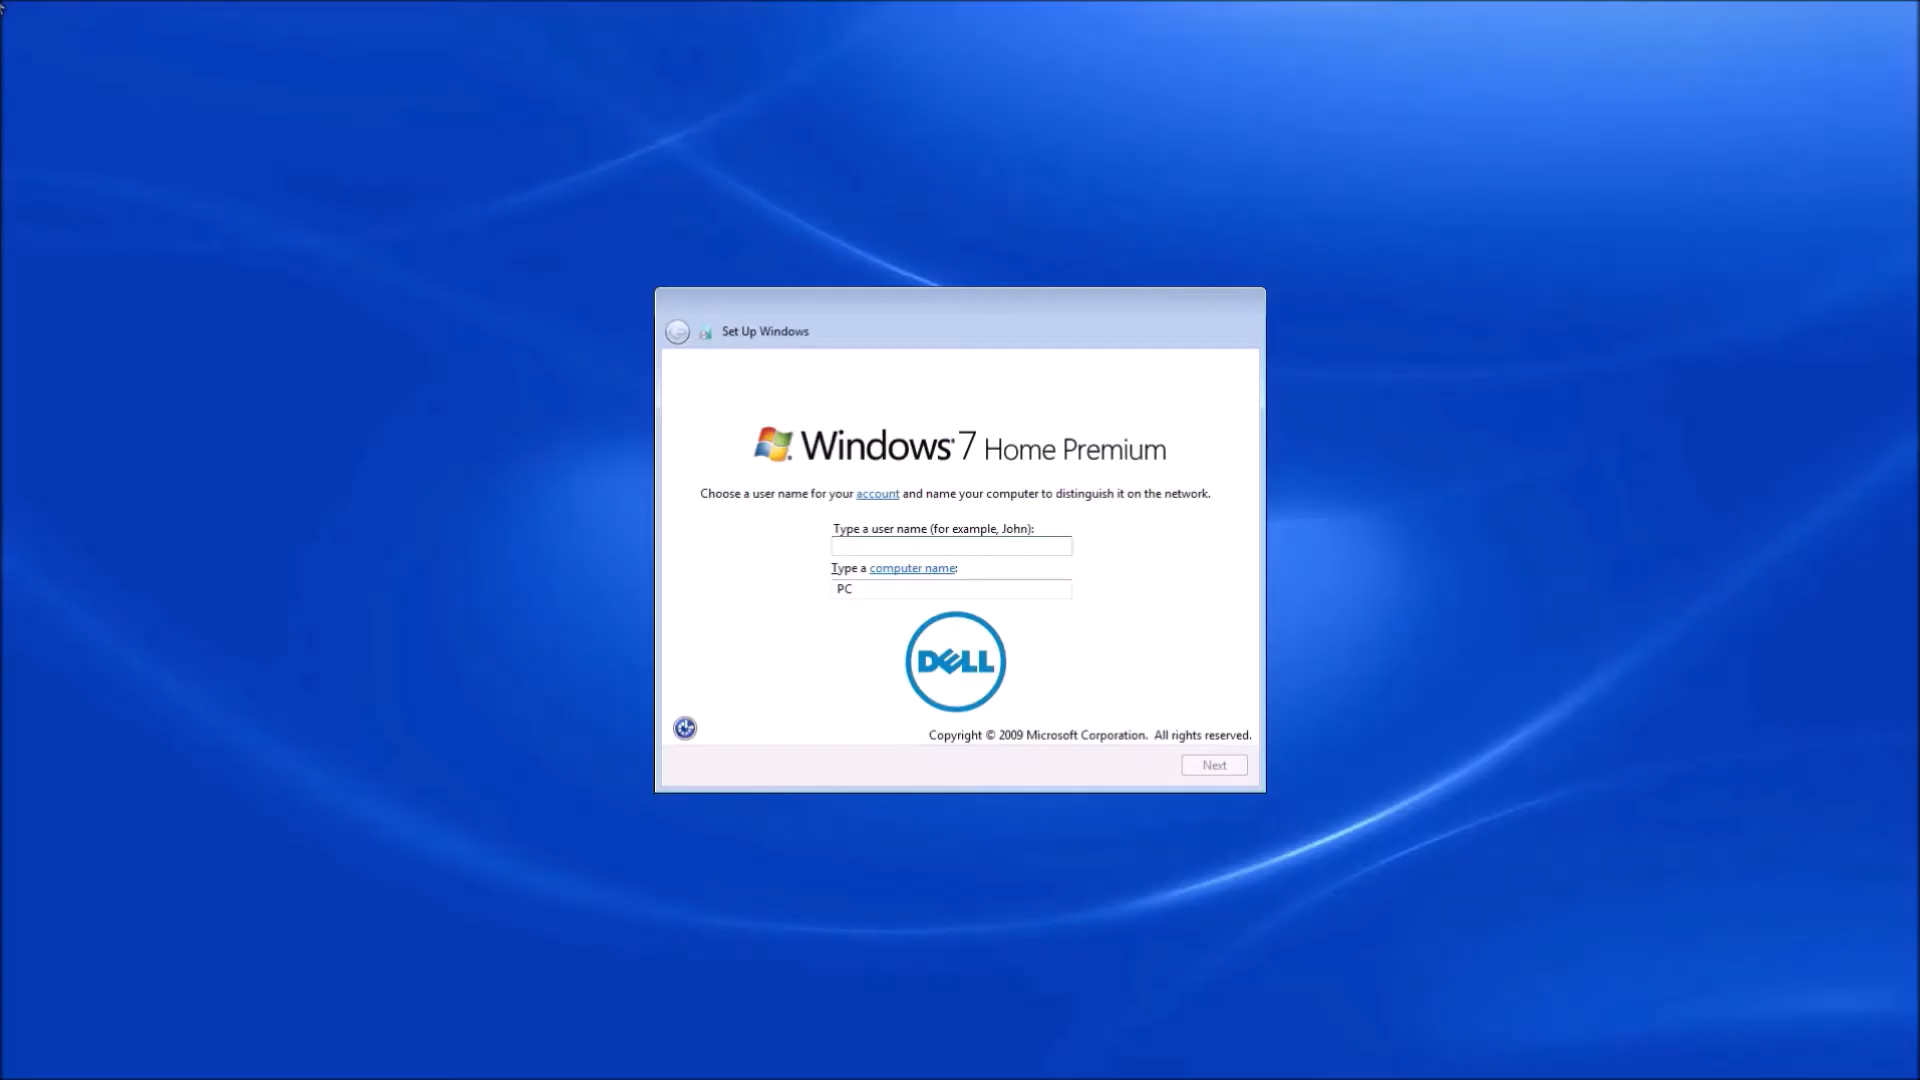 Set Up Windows
Windows 7 Home Premium
Choose a user name for your account and name your computer to distinguish it on the network.
Type a user name (for example, John):
Type a computer name:
PC
DELL
Copyright © 2009 Microsoft Corporation. All rights reserved.
Next